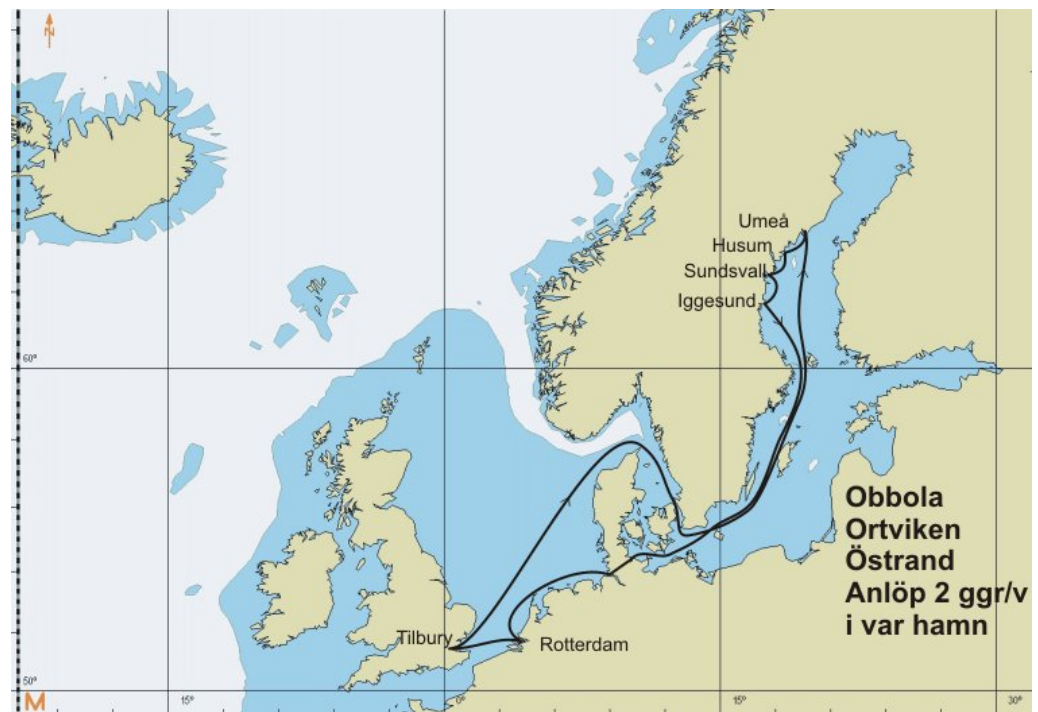 N
Umeå
Husum
Sundsvall
Iggesund
60°
Obbola
Ortviken
Östrand
Anlöp 2 ggr/v
i var hamn
Tilbury
Rotterdam
50°
M
15°
0°
15°
30°